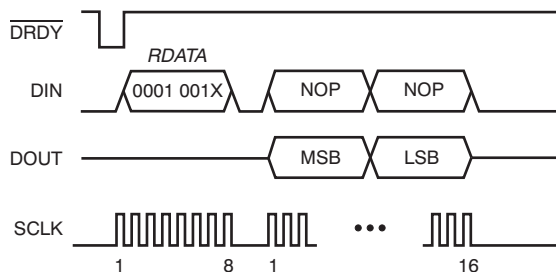 DRDY
RDATA
DIN 0001 001X NOP NOP
DOUT MSB LSB
SCLK
1 8 1 16